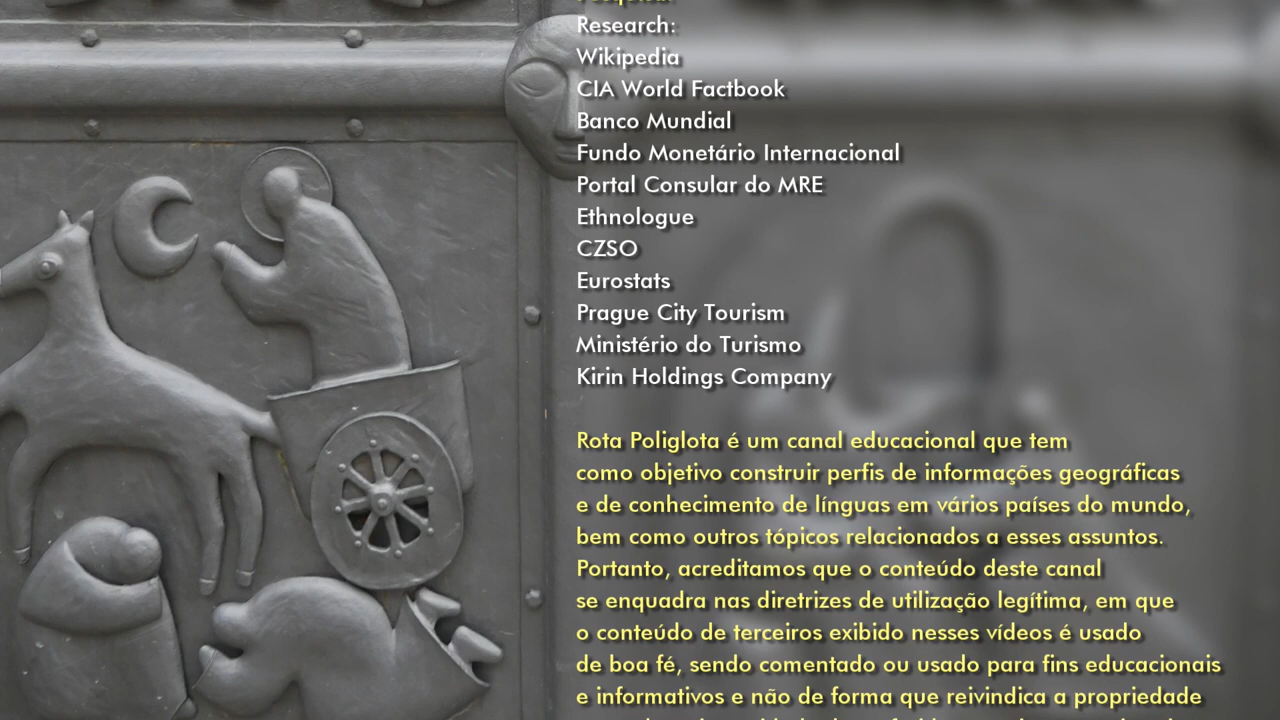 Research:
Wikipedia
CIA World Factbook
Banco Mundial
Fundo Monetário Internacional
Portal Consular do MRE
Ethnologue
CZSO
Eurostats
Prague City Tourism
Ministério do Turismo
Kirin Holdings Company
Rota Poliglota é um canal educacional que tem
como objetivo construir perfis de informações geográficas
e de conhecimento de línguas em vários países do mundo,
bem como outros tópicos relacionados a esses assuntos.
Portanto, acreditamos que o conteúdo deste canal
se enquadra nas diretrizes de utilização legítima, em que
o conteúdo de terceiros exibido nesses vídeos é usado
de boa fé, sendo comentado ou usado para fins educacionais
e informativos e não de forma que reivindica a propriedade